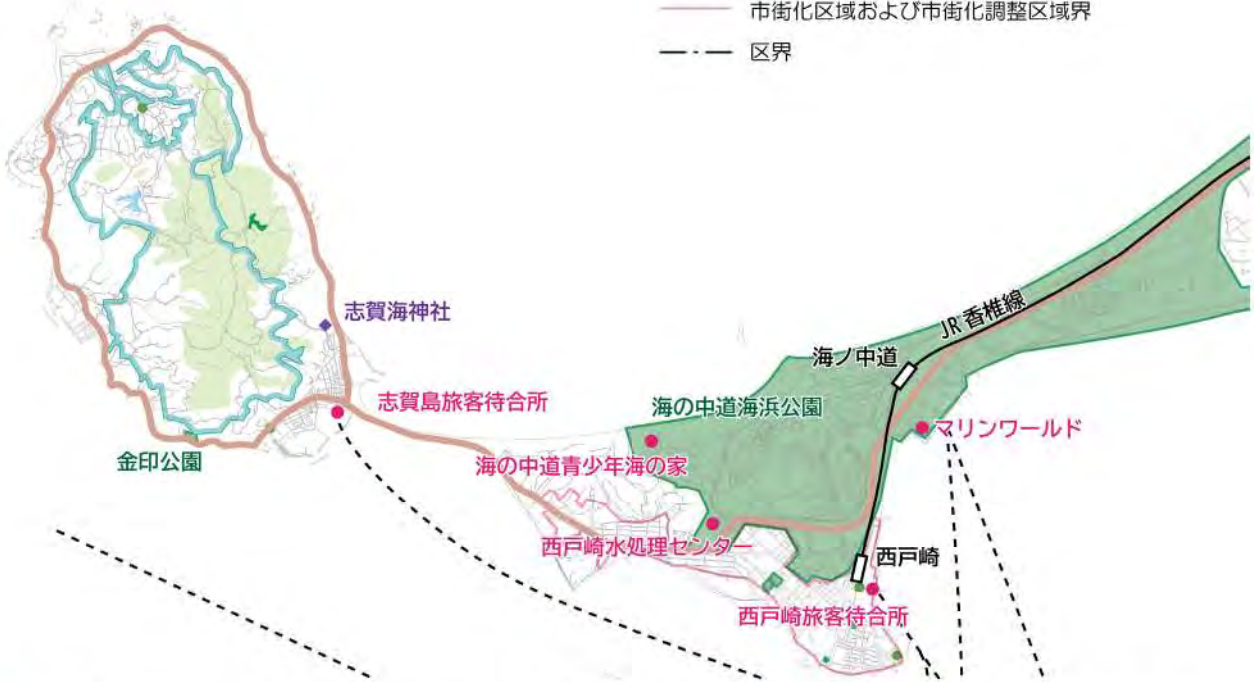 市街化区域および市街化調整区域界
区界
志賀海神社
志賀島旅客待合所
金印公園
JR 香椎線
海ノ中道
海の中道海浜公園
マリンワールド
海の中道青少年海の家
西戸崎水処理センター
西戸崎
西戸崎旅客待合所